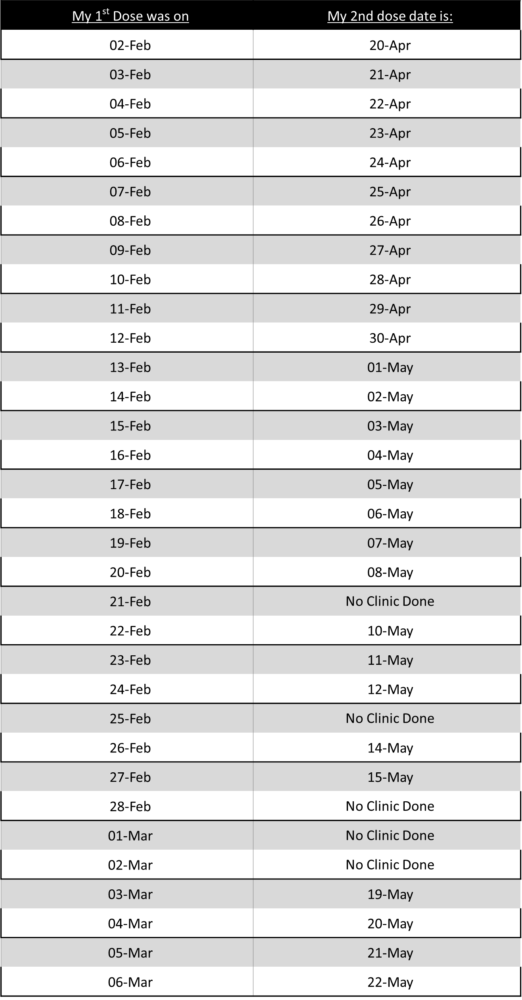 My 1st Dose was on My 2nd dose date is:
02-Feb 20-Apr
03-Feb 21-Apr
04-Feb 22-Apr
05-Feb 23-Apr
06-Feb 24-Apr
07-Feb 25-Apr
08-Feb 26-Apr
09-Feb 27-Apr
10-Feb 28-Apr
11-Feb 29-Apr
12-Feb 30-Apr
13-Feb 01-May
14-Feb 02-May
15-Feb 03-May
16-Feb 04-May
17-Feb 05-May
18-Feb 06-May
19-Feb 07-May
20-Feb 08-May
21-Feb No Clinic Done
22-Feb 10-May
23-Feb 11-May
24-Feb 12-May
25-Feb No Clinic Done
26-Feb 14-May
27-Feb 15-May
28-Feb No Clinic Done
01-Mar No Clinic Done
02-Mar No Clinic Done
03-Mar 19-May
04-Mar 20-May
05-Mar 21-May
06-Mar 22-May